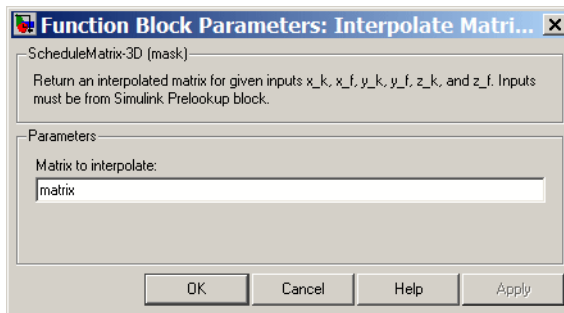 Function Block Parameters: Interpolate Matri...
ScheduleMatrix-3D (mask)
Return an interpolated matrix for given inputs x_k, x_f, y_k, y_f, z_k, and z_f. Inputs
must be from Simulink Prelookup block.
Parameters
Matrix to interpolate:
matrix
OK Cancel Help Apply